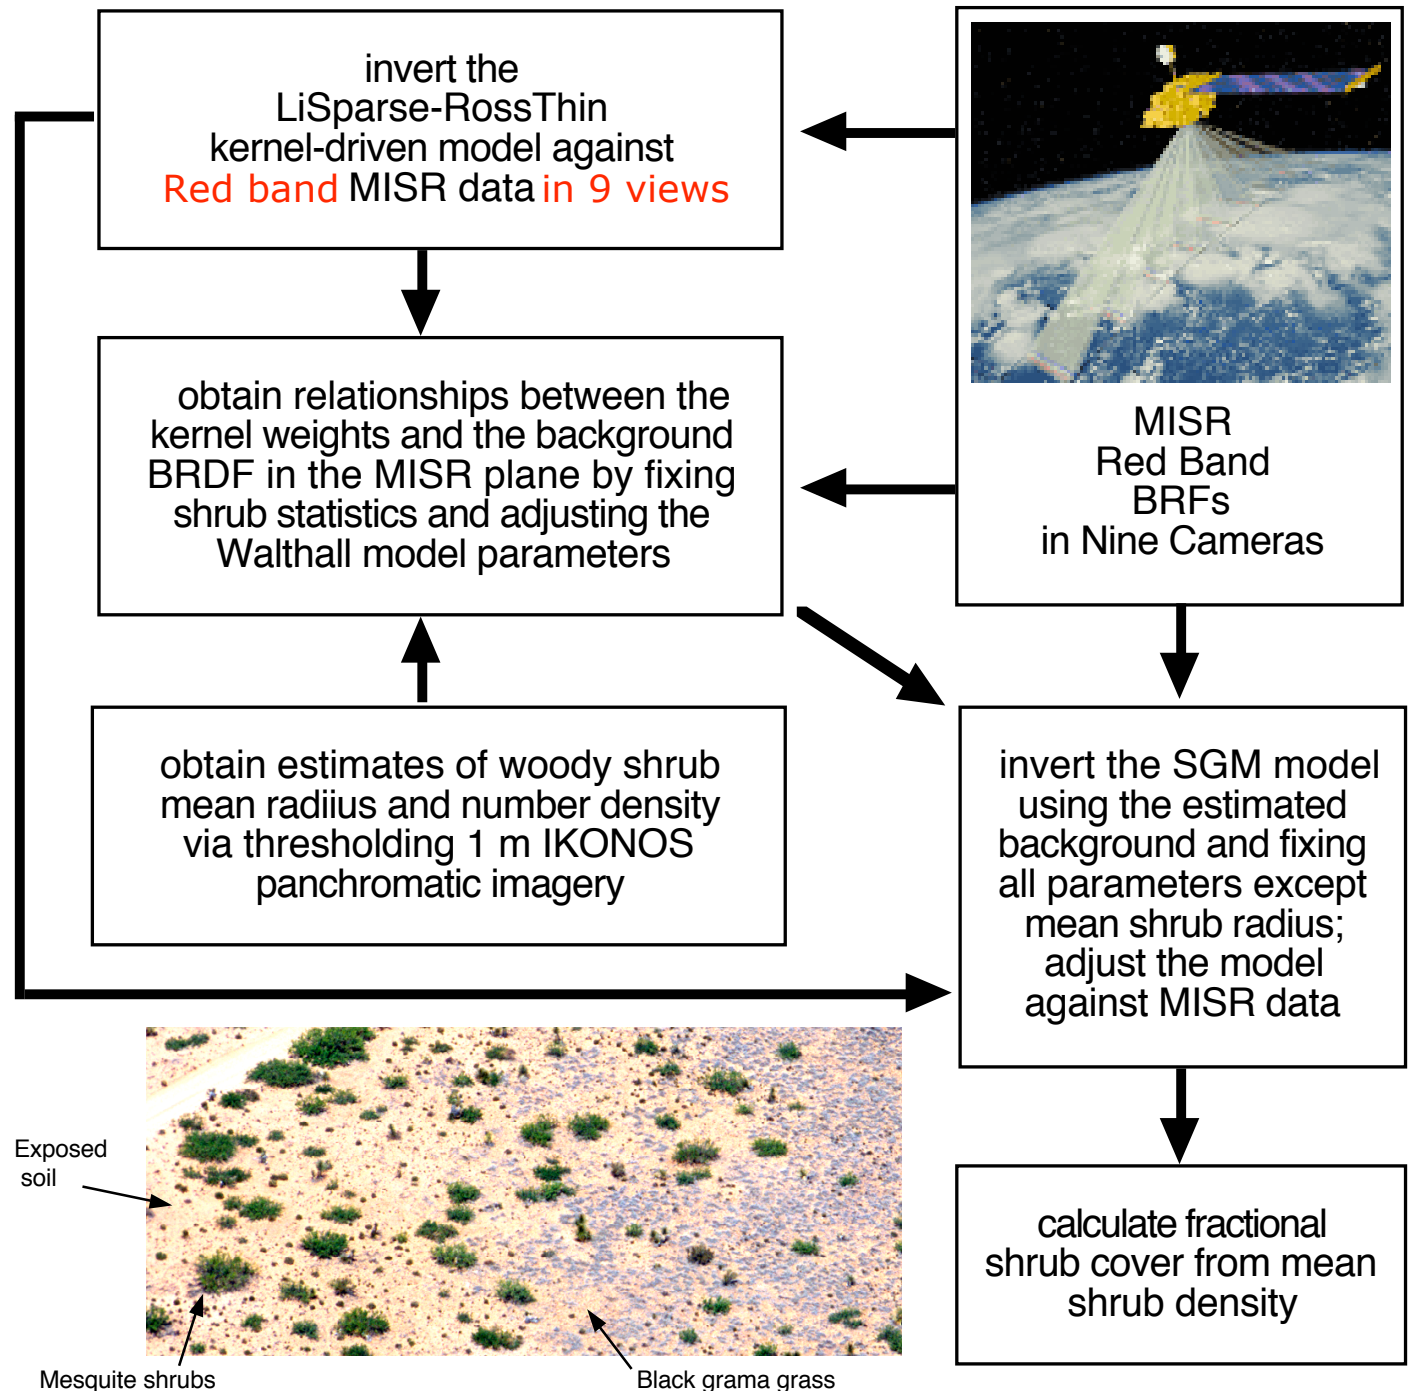 invert the
LiSparse-RossThin
kernel-driven model against
Red band MISR data in 9 views
obtain relationships between the
kernel weights and the background
BRDF in the MISR plane by fixing
shrub statistics and adjusting the
Walthall model parameters
MISR
Red Band
BRFs
in Nine Cameras
obtain estimates of woody shrub
mean radiius and number density
via thresholding 1 m IKONOS
panchromatic imagery
invert the SGM model
using the estimated
background and fixing
all parameters except
mean shrub radius;
adjust the model
against MISR data
calculate fractional
shrub cover from mean
shrub density
Exposed
soil
Mesquite shrubs
Black grama grass